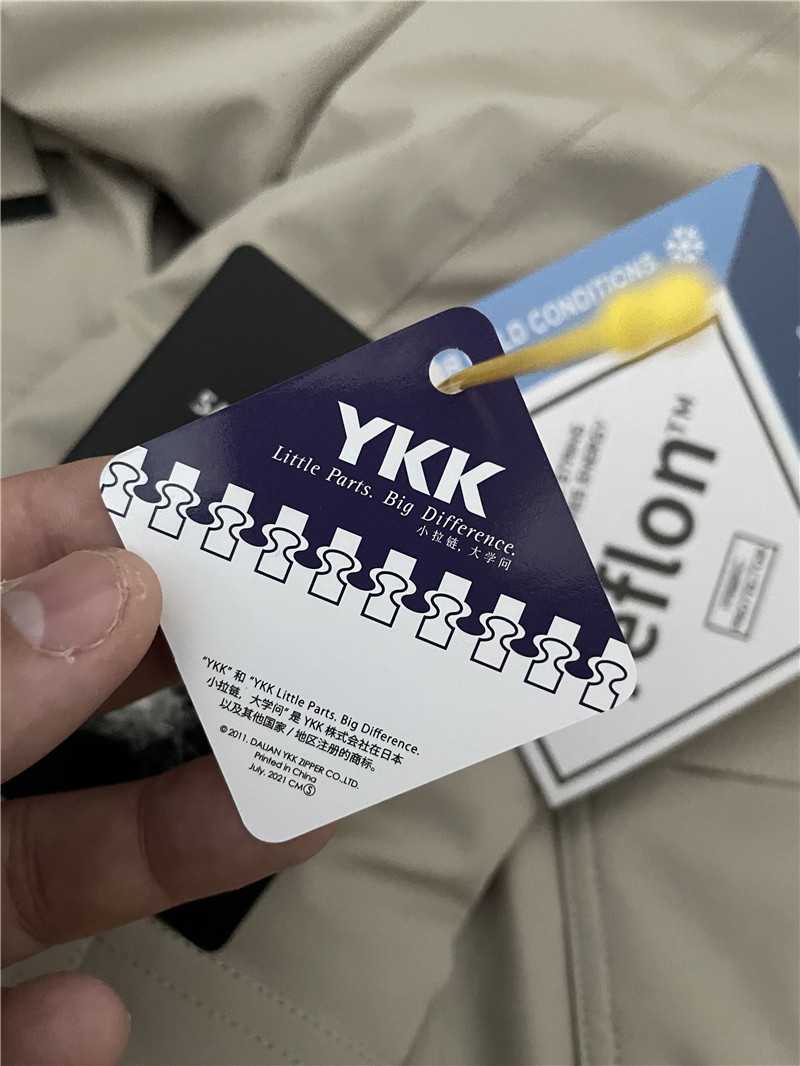 YKK
Little Parts. Big Difference.
小拉链，大学问
"YKK" 和 "YKK Little Parts. Big Difference.
小拉链，大学问" 是 YKK 株式会社在日本
以及其他国家 / 地区注册的商标。
© 2011. DALIAN YKK ZIPPER CO.,LTD.
Printed in China
July. 2021 CMⓈ
LD CONDITIONS
eflon™